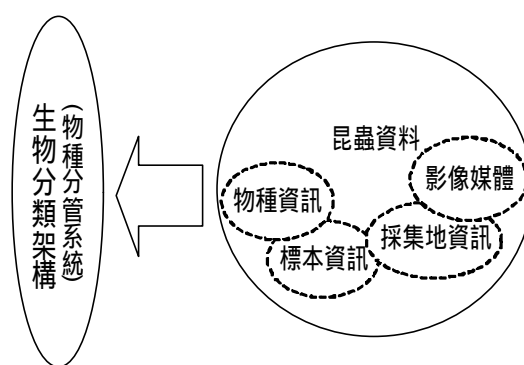 生物分類架構
(物種分管系統)
昆蟲資料
影像媒體
物種資訊
採集地資訊
標本資訊